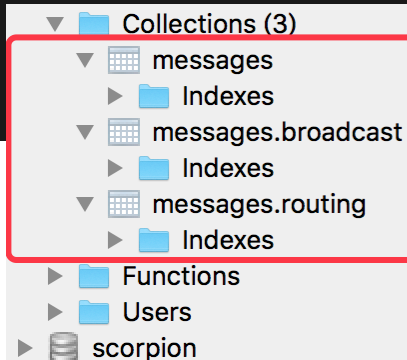 Collections (3)
messages
Indexes
messages.broadcast
Indexes
messages.routing
Indexes
Functions
Users
scorpion